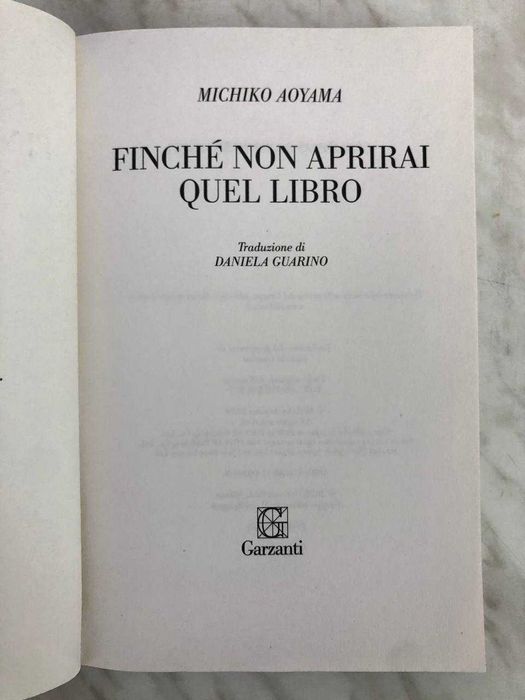 MICHIKO AOYAMA
FINCHÉ NON APRIRAI
QUEL LIBRO
Traduzione di
DANIELA GUARINO
Garzanti